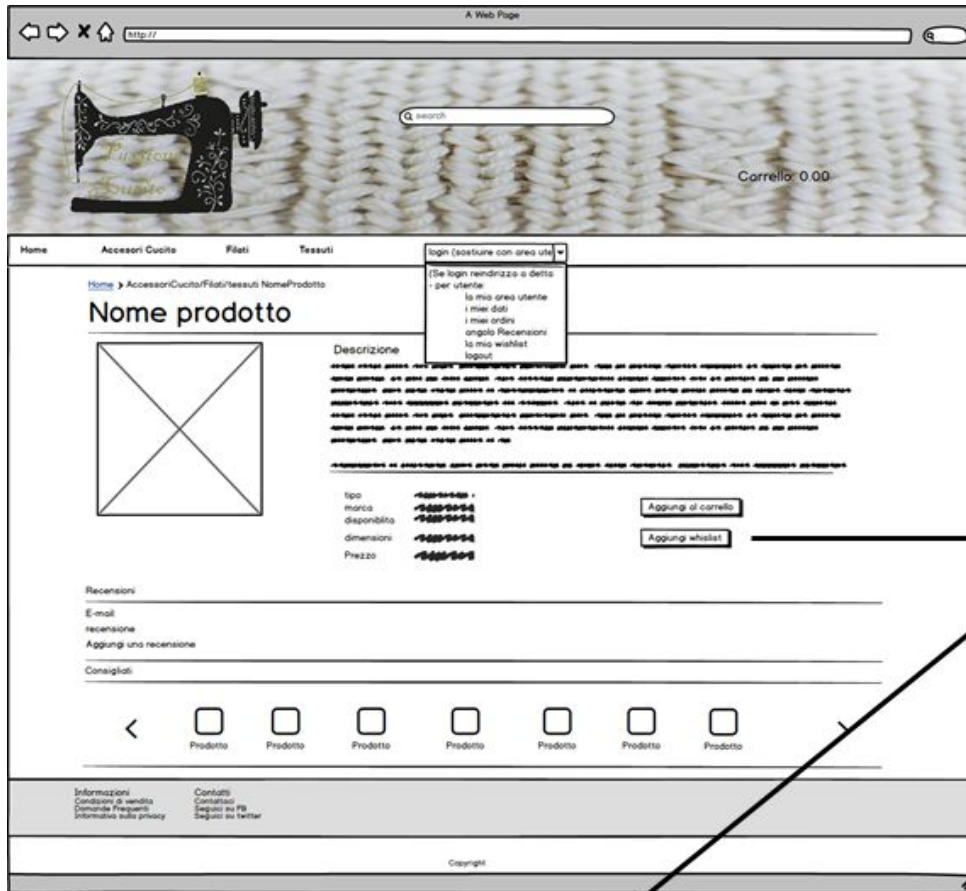 A Web Page
http://
search
Carrello: 0.00
Home Accesori Cucito Filati Tessuti login (sostiuire con area ute
(Se login reindirizzo a detta
- per utente:
la mia area utente
i miei dati
i miei ordini
angolo Recensioni
la mia wishlist
logout
Home > AccessoriCucito/Filati/tessuti NomeProdotto
Nome prodotto
Descrizione
tipo
marca
disponiblita
dimensioni
Prezzo
Aggiungi al carrello
Aggiungi whislist
Recensioni
E-mail
recensione
Aggiungi una recensione
Consigliati
Prodotto Prodotto Prodotto Prodotto Prodotto Prodotto Prodotto
Informazioni
Condizioni di vendita
Domande Frequenti
Informativa sulla privacy
Contatti
Contattaci
Seguici su FB
Seguici su twitter
Copyright